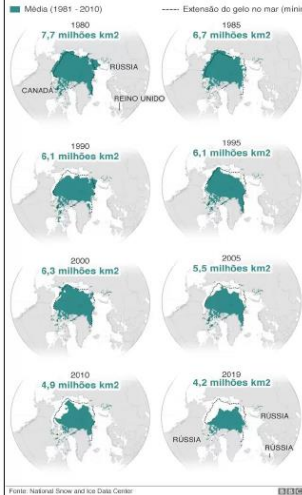 Média (1981 - 2010)
----- Extensão do gelo no mar (míni
1980
7,7 milhões km2
1985
6,7 milhões km2
RÚSSIA
CANADÁ
REINO UNIDO
1990
6,1 milhões km2
1995
6,1 milhões km2
2000
6,3 milhões km2
2005
5,5 milhões km2
2010
4,9 milhões km2
2019
4,2 milhões km2
RÚSSIA
RÚSSIA
RÚSSIA
Fonte: National Snow and Ice Data Center
BBC